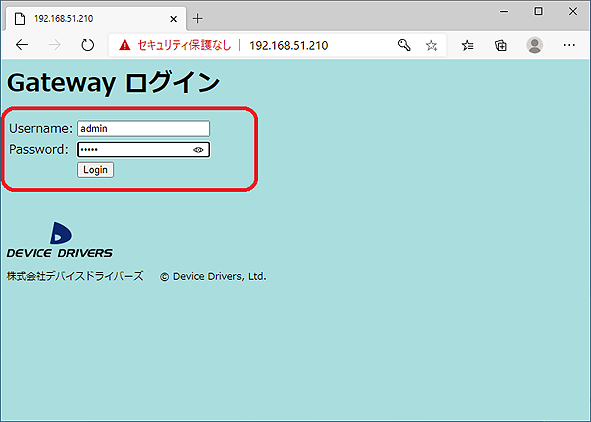 192.168.51.210
セキュリティ保護なし 192.168.51.210
Gateway ログイン
Username: admin
Password: •••••
Login
DEVICE DRIVERS
株式会社デバイスドライバーズ © Device Drivers, Ltd.